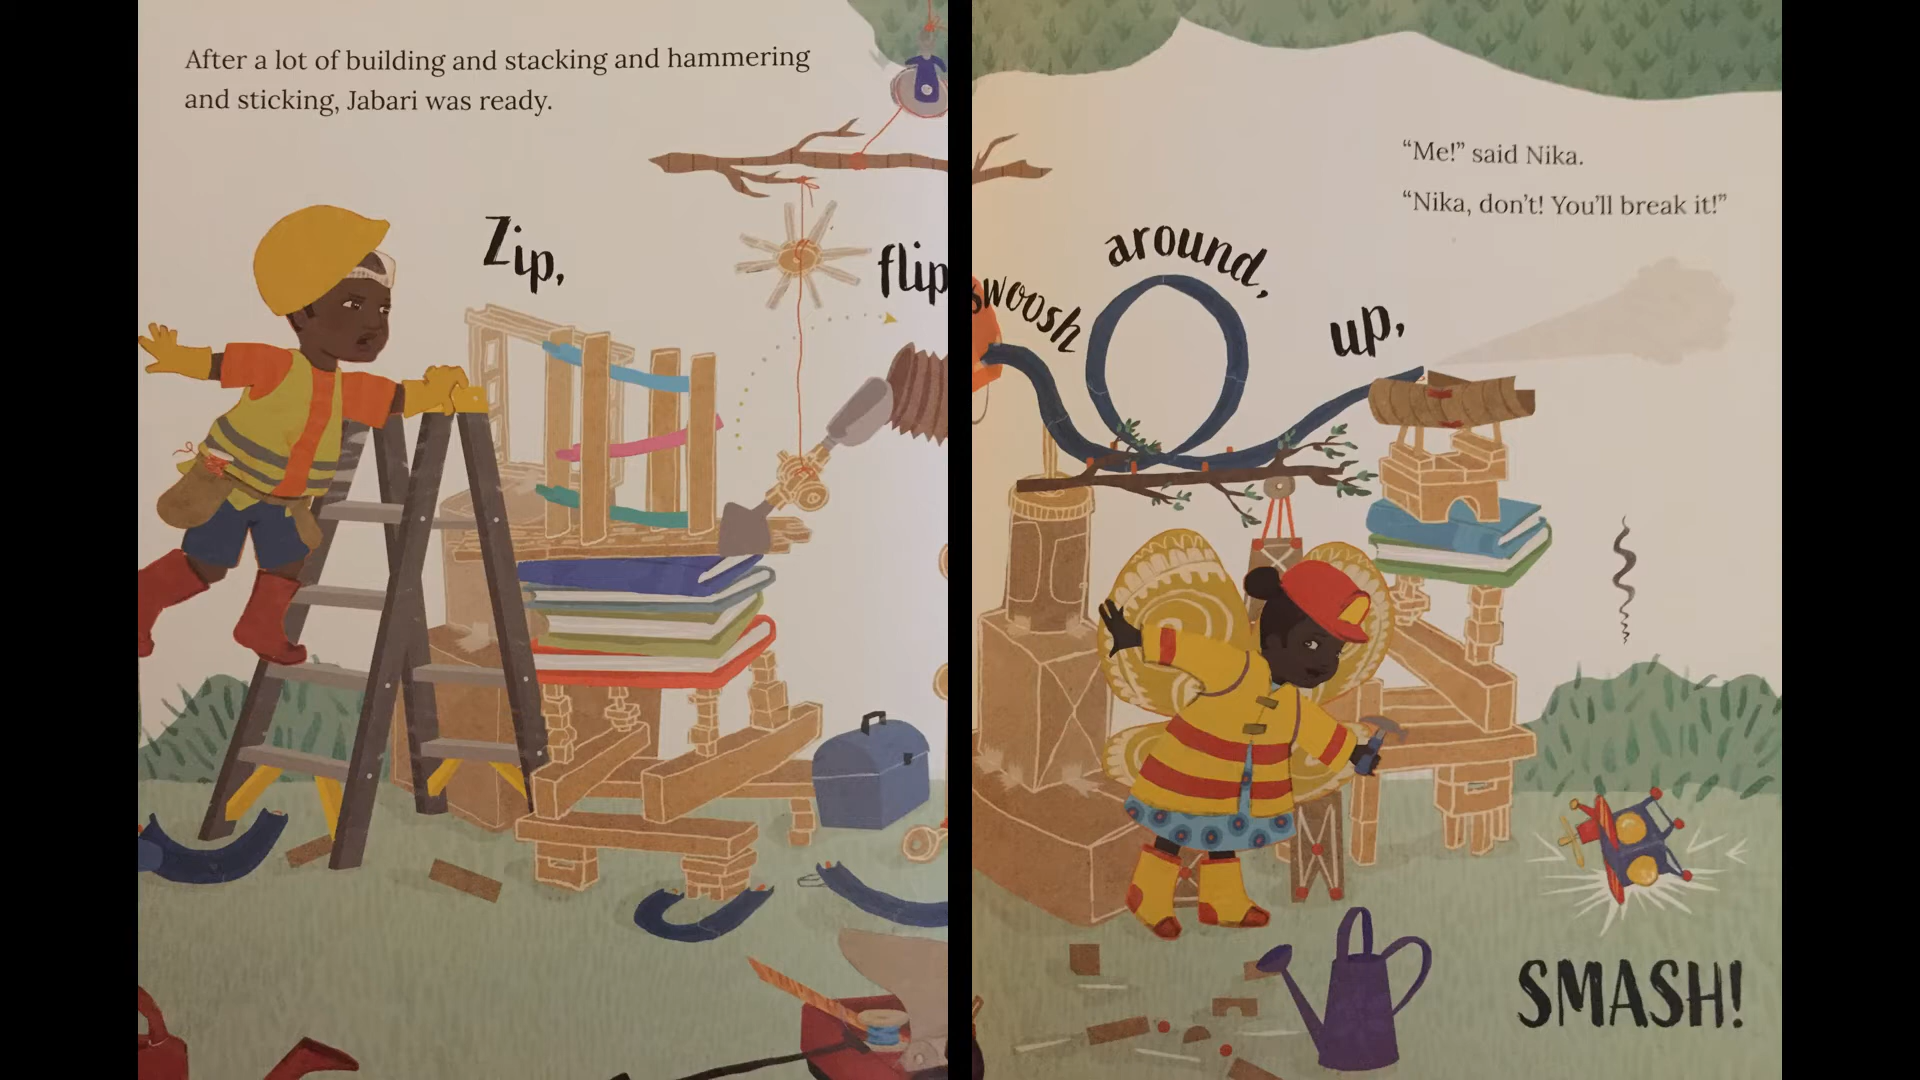 After a lot of building and stacking and hammering
and sticking, Jabari was ready.
Zip,
flip
swoosh
around,
up,
"Me!" said Nika.
"Nika, don't! You'll break it!"
SMASH!